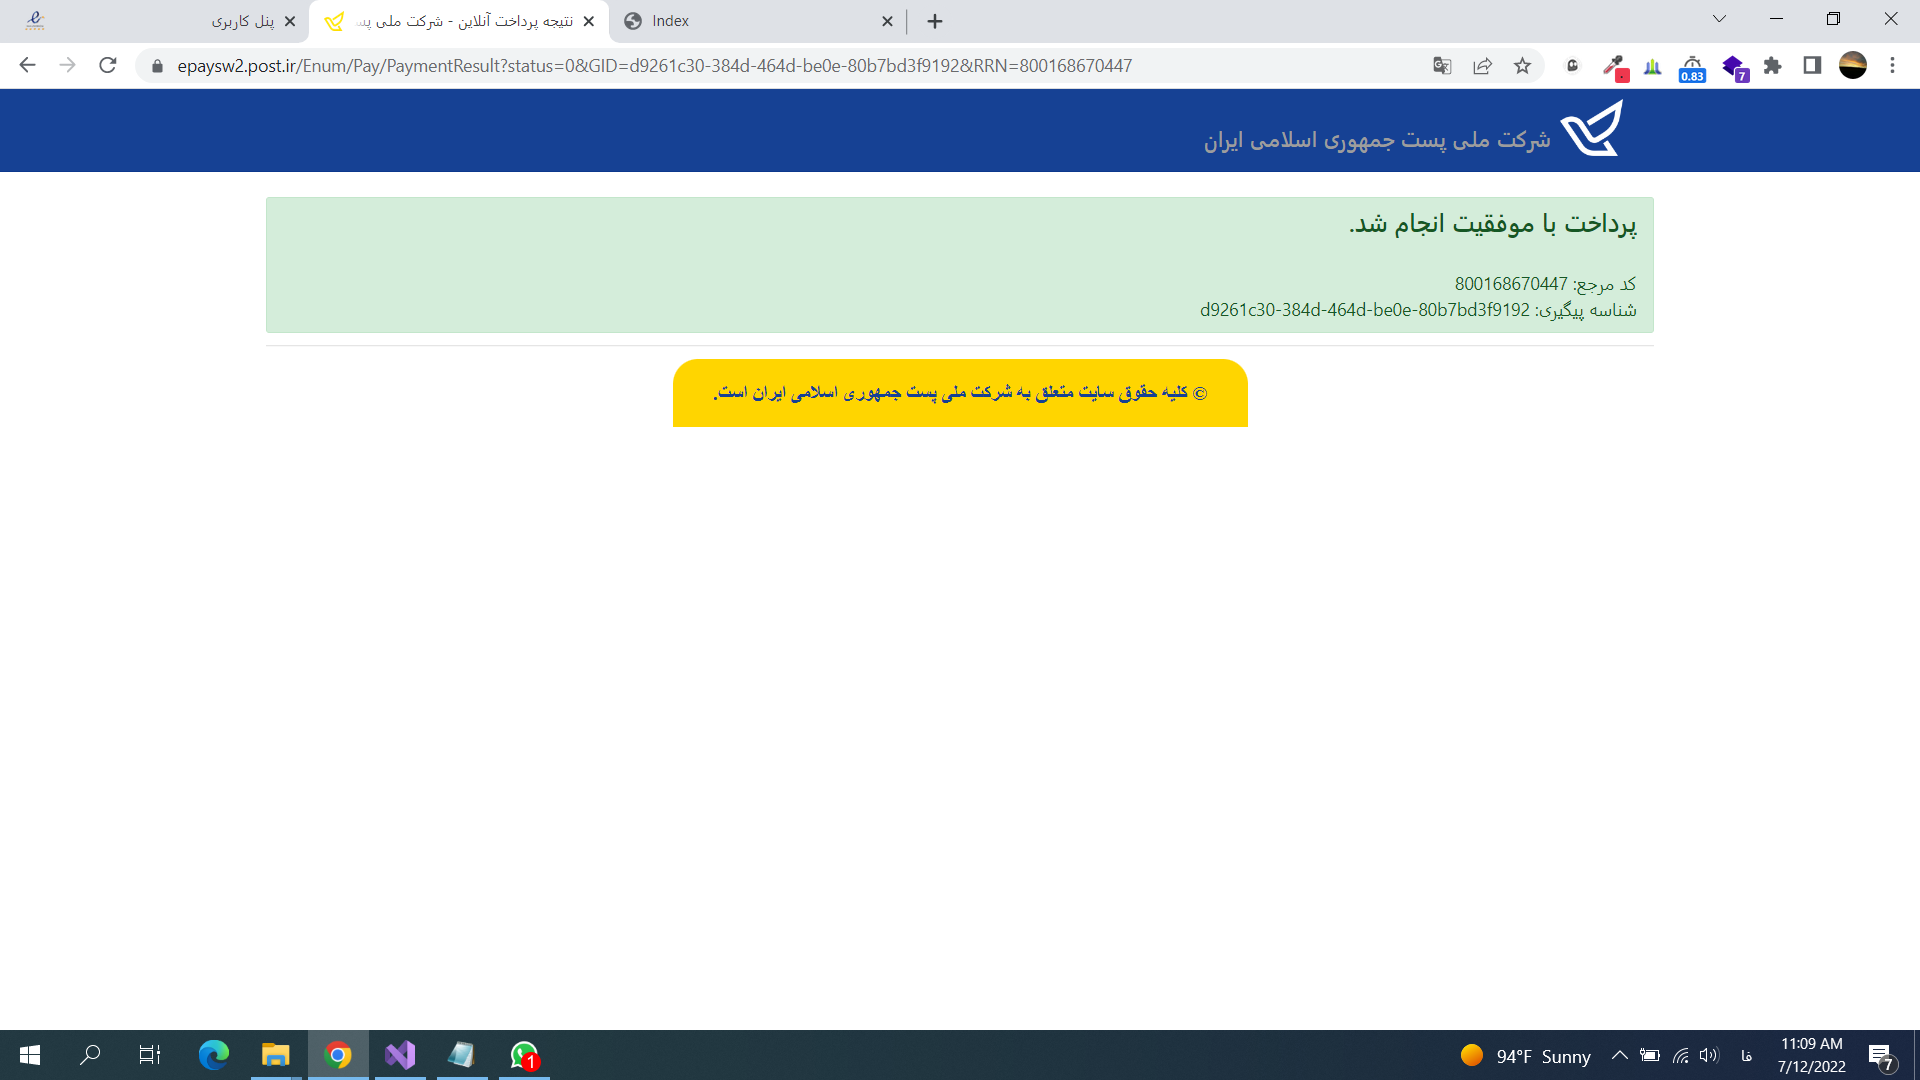 پنل کاربری
نتیجه پرداخت آنلاین - شرکت ملی پس
Index
epaysw2.post.ir/Enum/Pay/PaymentResult?status=0&GID=d9261c30-384d-464d-be0e-80b7bd3f9192&RRN=800168670447
0.83
7
شرکت ملی پست جمهوری اسلامی ایران
پرداخت با موفقیت انجام شد.
کد مرجع: 800168670447
شناسه پیگیری: d9261c30-384d-464d-be0e-80b7bd3f9192
© کلیه حقوق سایت متعلق به شرکت ملی پست جمهوری اسلامی ایران است.
1
94°F Sunny
فا
11:09 AM
7/12/2022
7